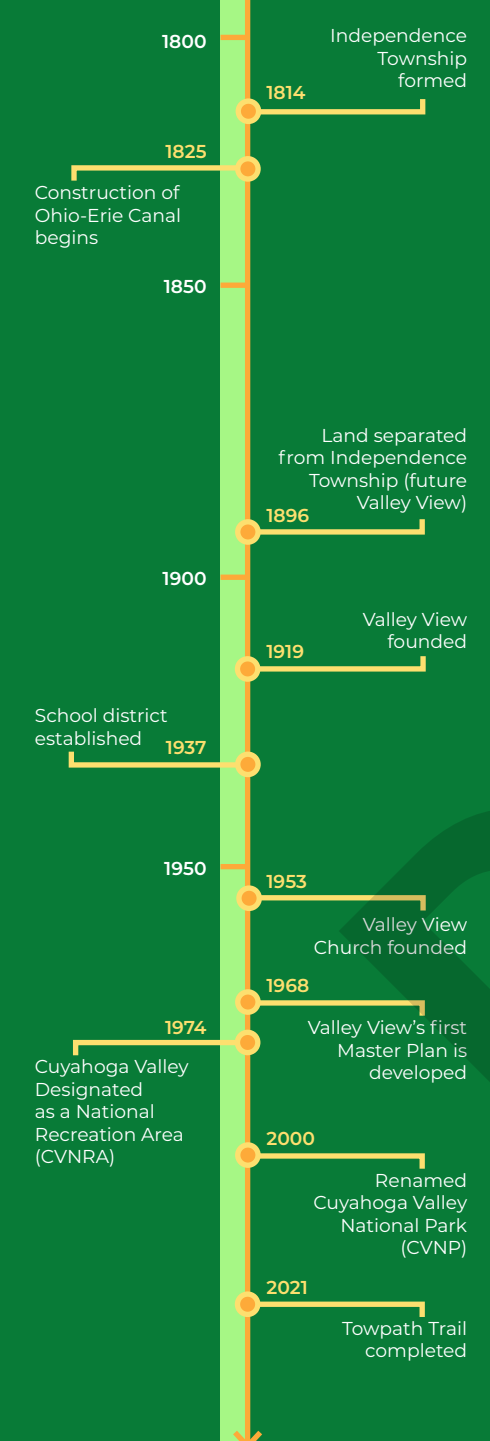 1800
Independence
Township
formed
1814
1825
Construction of
Ohio-Erie Canal
begins
1850
Land separated
from Independence
Township (future
Valley View)
1896
1900
Valley View
founded
1919
School district
established
1937
1950
1953
Valley View
Church founded
1968
Valley View’s first
Master Plan is
developed
1974
Cuyahoga Valley
Designated
as a National
Recreation Area
(CVNRA)
2000
Renamed
Cuyahoga Valley
National Park
(CVNP)
2021
Towpath Trail
completed